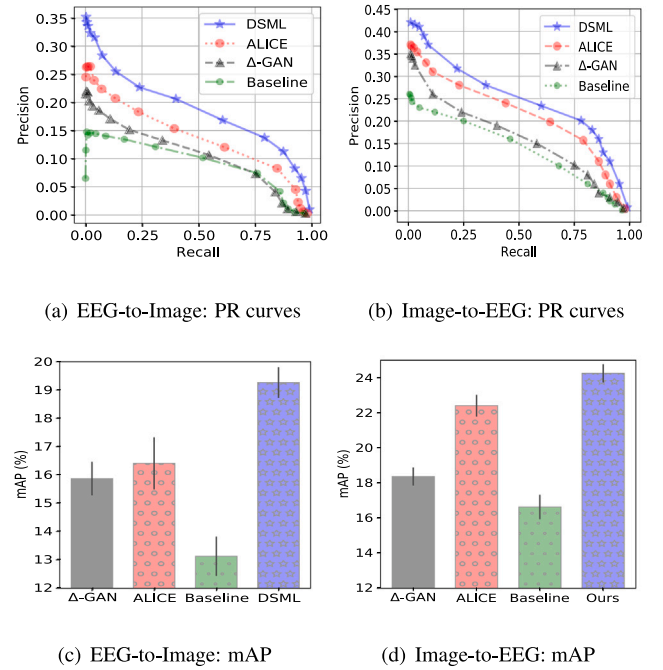 0.35
0.30
0.25
0.20
0.15
0.10
0.05
0.00
Precision
0.00 0.25 0.50 0.75 1.00
Recall
DSML
ALICE
Δ-GAN
Baseline
0.45
0.40
0.35
0.30
0.25
0.20
0.15
0.10
0.05
0.00
Precision
0.00 0.25 0.50 0.75 1.00
Recall
DSML
ALICE
Δ-GAN
Baseline
(a) EEG-to-Image: PR curves
(b) Image-to-EEG: PR curves
20
19
18
17
16
15
14
13
12
mAP (%)
Δ-GAN ALICE Baseline DSML
24
22
20
18
16
14
12
mAP (%)
Δ-GAN ALICE Baseline Ours
(c) EEG-to-Image: mAP
(d) Image-to-EEG: mAP